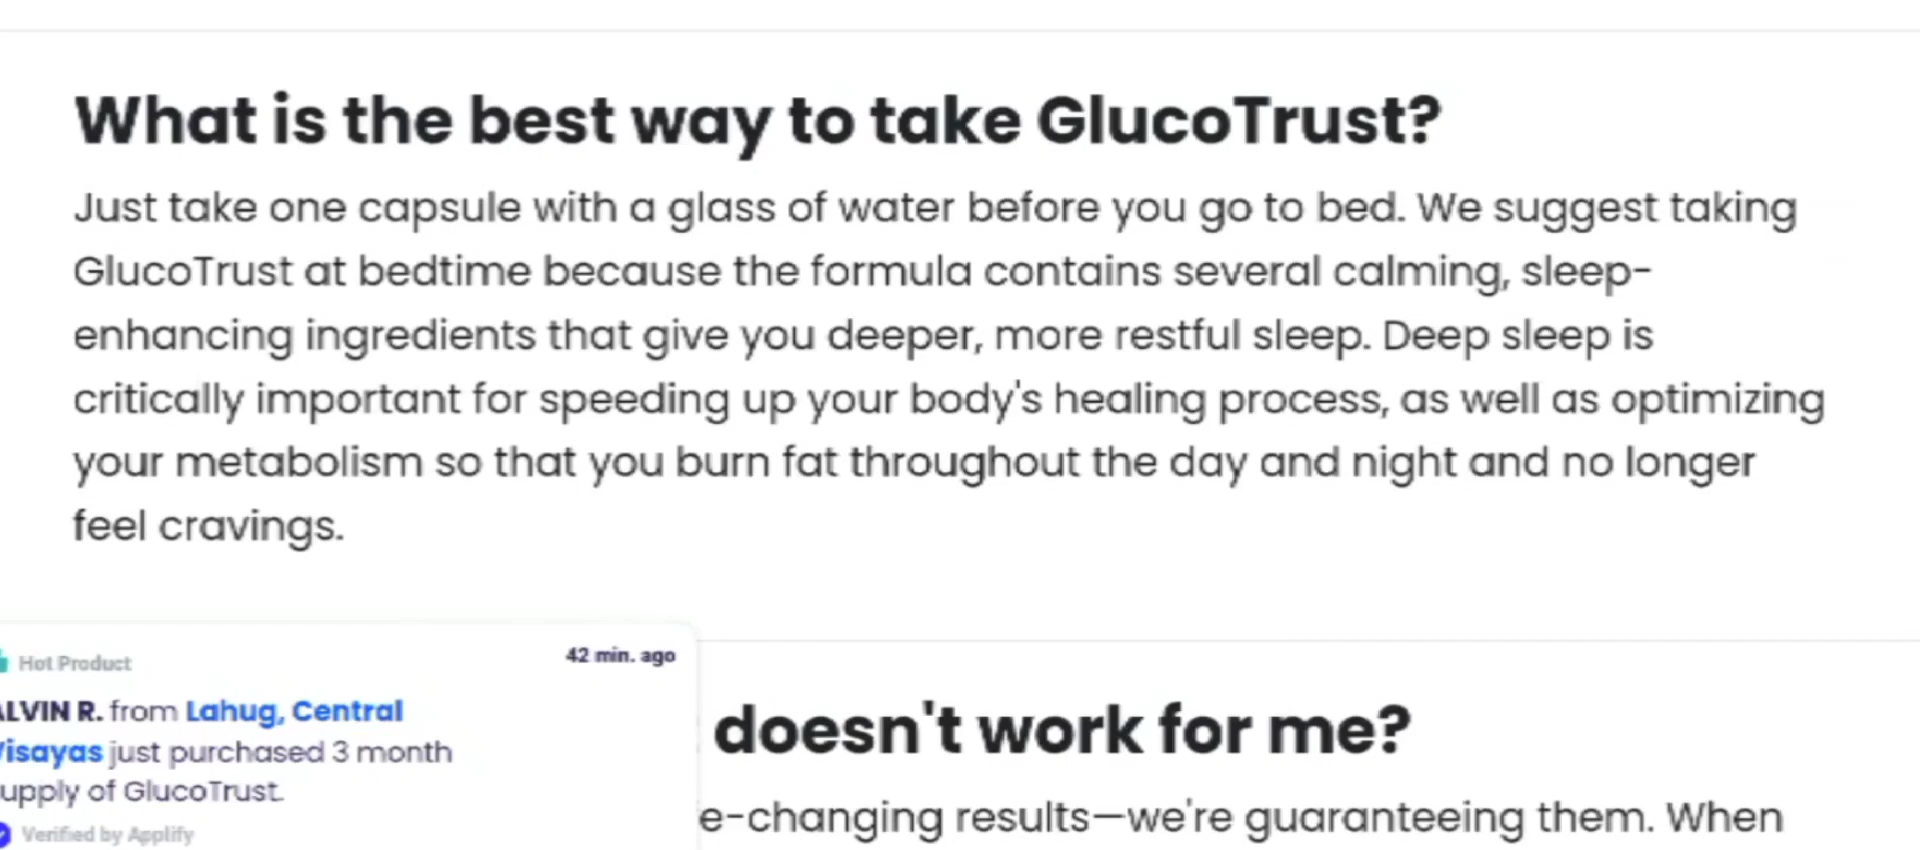 What is the best way to take GlucoTrust?
Just take one capsule with a glass of water before you go to bed. We suggest taking
GlucoTrust at bedtime because the formula contains several calming, sleep-
enhancing ingredients that give you deeper, more restful sleep. Deep sleep is
critically important for speeding up your body's healing process, as well as optimizing
your metabolism so that you burn fat throughout the day and night and no longer
feel cravings.
Hot Product
42 min. ago
LVIN R. from Lahug, Central
isayas just purchased 3 month
upply of GlucoTrust.
Verified by Applify
doesn't work for me?
e-changing results—we're guaranteeing them. When